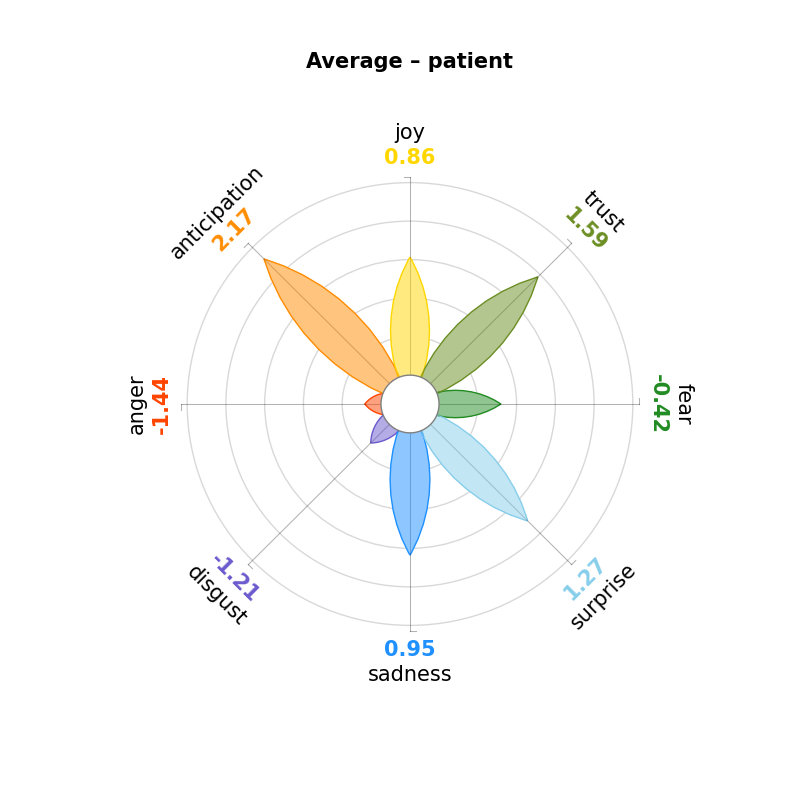 Average – patient
joy
0.86
trust
1.59
fear
-0.42
surprise
1.27
sadness
0.95
disgust
-1.21
anger
-1.44
anticipation
2.17